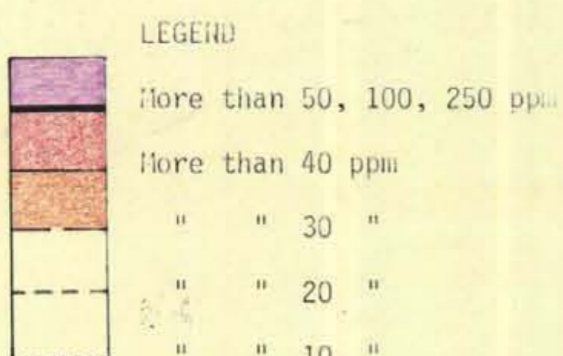 LEGEND
More than 50, 100, 250 ppm
More than 40 ppm
" " 30 "
" " 20 "
" " 10 "